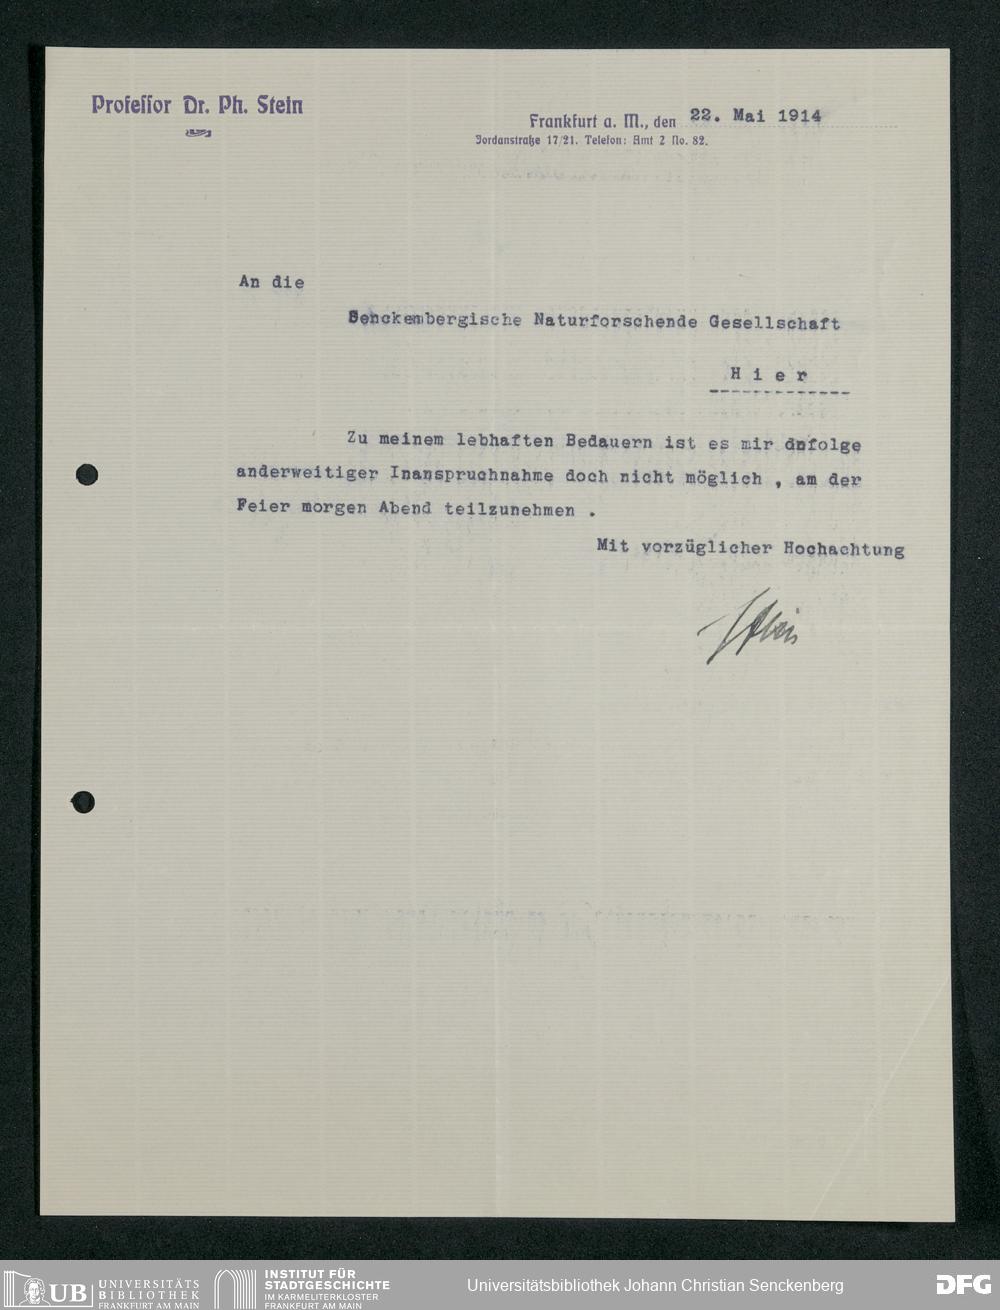 Professor Dr. Ph. Stein
Frankfurt a. M., den 22. Mai 1914
Jordanstraße 17/21. Telefon: Amt 2 No. 82.
An die
Senckenbergische Naturforschende Gesellschaft
Hier
Zu meinem lebhaften Bedauern ist es mir infolge
anderweitiger Inanspruchnahme doch nicht möglich , am der
Feier morgen Abend teilzunehmen .
Mit vorzüglicher Hochachtung
Stein
UB UNIVERSITÄTS
BIBLIOTHEK
FRANKFURT AM MAIN
INSTITUT FÜR
STADTGESCHICHTE
IM KARMELITERKLOSTER
FRANKFURT AM MAIN
Universitätsbibliothek Johann Christian Senckenberg
DFG